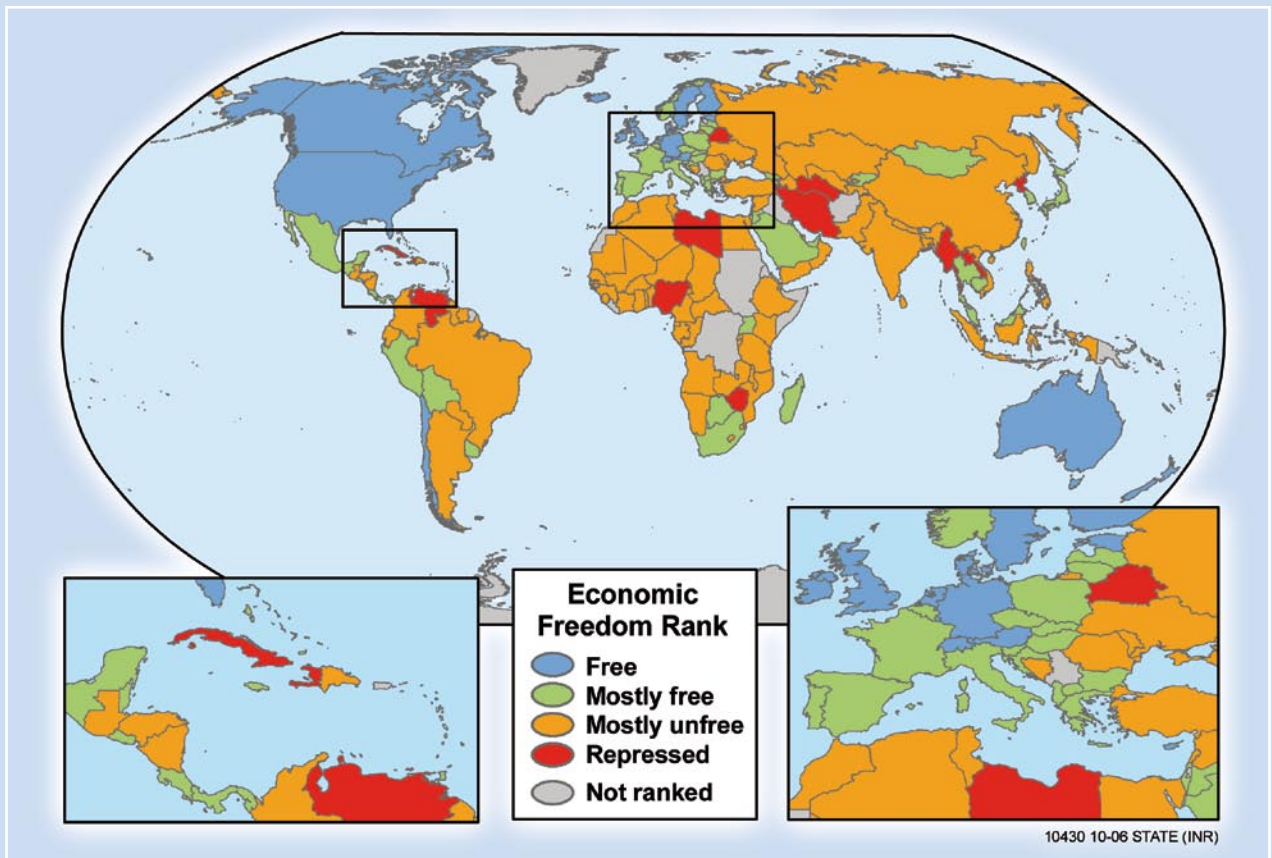 Economic
Freedom Rank
Free
Mostly free
Mostly unfree
Repressed
Not ranked
10430 10-06 STATE (INR)